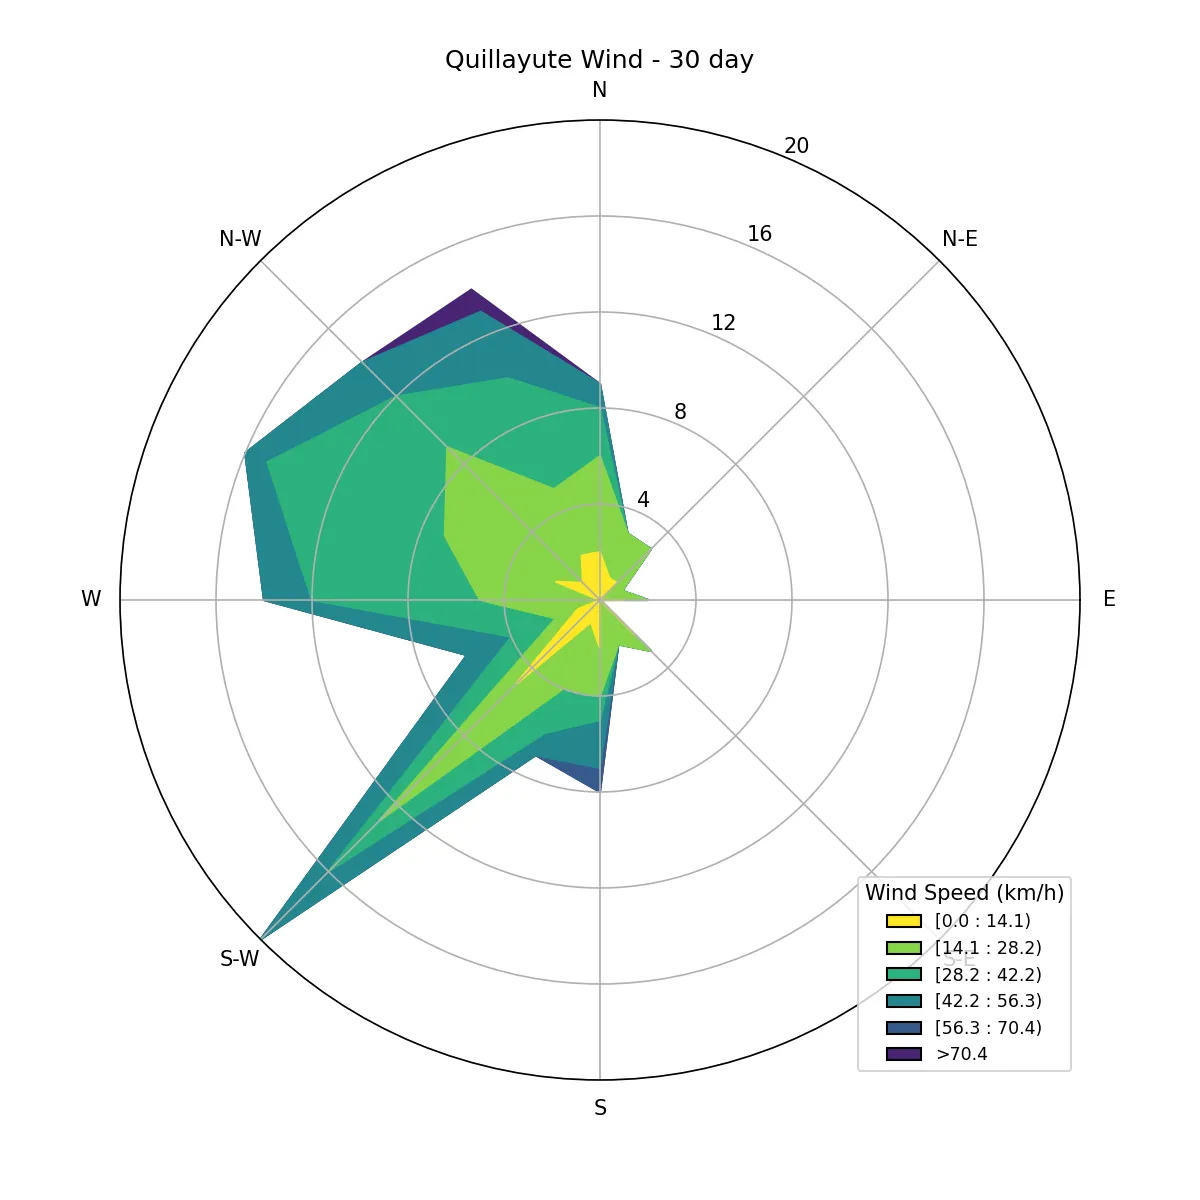 Quillayute Wind - 30 day
N
20
N-W
N-E
16
12
8
4
W
E
S-W
S-E
S
Wind Speed (km/h)
[0.0 : 14.1)
[14.1 : 28.2)
[28.2 : 42.2)
[42.2 : 56.3)
[56.3 : 70.4)
>70.4